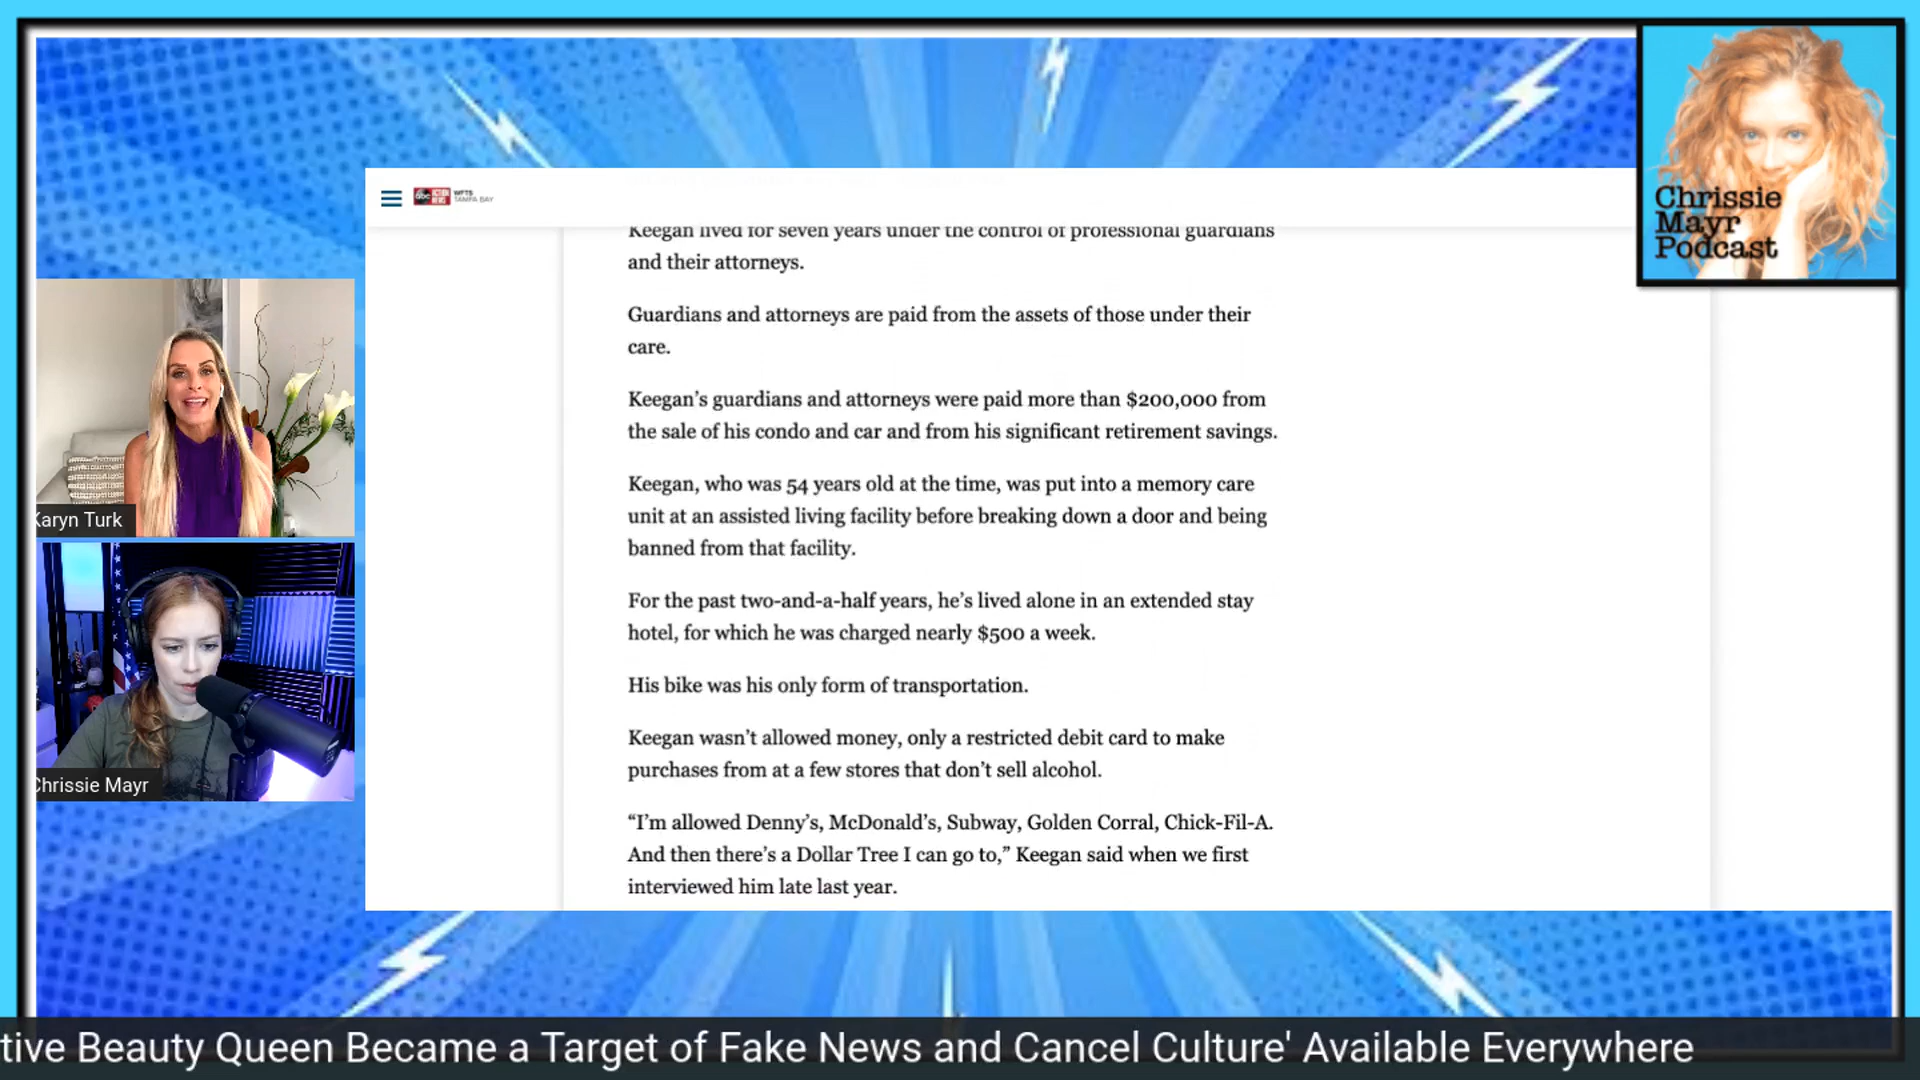 Chrissie
Mayr
Podcast
abc
ACTION
NEWS
WFTS
TAMPA BAY
Keegan lived for seven years under the control of professional guardians
and their attorneys.
Guardians and attorneys are paid from the assets of those under their
care.
Keegan’s guardians and attorneys were paid more than $200,000 from
the sale of his condo and car and from his significant retirement savings.
Keegan, who was 54 years old at the time, was put into a memory care
unit at an assisted living facility before breaking down a door and being
banned from that facility.
For the past two-and-a-half years, he’s lived alone in an extended stay
hotel, for which he was charged nearly $500 a week.
His bike was his only form of transportation.
Keegan wasn’t allowed money, only a restricted debit card to make
purchases from at a few stores that don’t sell alcohol.
“I’m allowed Denny’s, McDonald’s, Subway, Golden Corral, Chick-Fil-A.
And then there’s a Dollar Tree I can go to,” Keegan said when we first
interviewed him late last year.
Karyn Turk
Chrissie Mayr
tive Beauty Queen Became a Target of Fake News and Cancel Culture' Available Everywhere